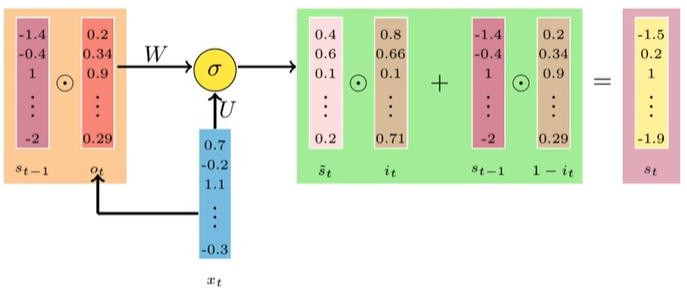 -1.4 0.2 0.4 0.8 -1.4 0.2 -1.5
-0.4 0.34 W σ 0.6 0.66 -0.4 0.34 0.2
1 ⊙ 0.9 0.1 ⊙ 0.1 + 1 ⊙ 0.9 = 1
⋮ ⋮ U ⋮ ⋮ ⋮ ⋮ ⋮
-2 0.29 0.2 0.71 -2 0.29 -1.9
s_{t−1} o_t s̃_t i_t s_{t−1} 1 − i_t s_t
0.7
-0.2
1.1
⋮
-0.3
x_t